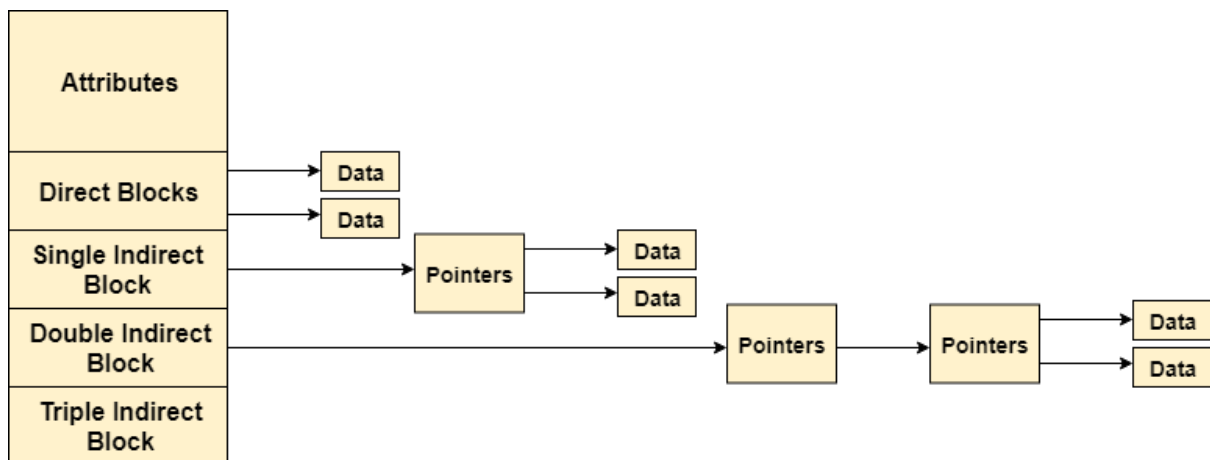 Attributes
Direct Blocks
Data
Data
Single Indirect
Block
Pointers
Data
Data
Double Indirect
Block
Pointers
Pointers
Data
Data
Triple Indirect
Block